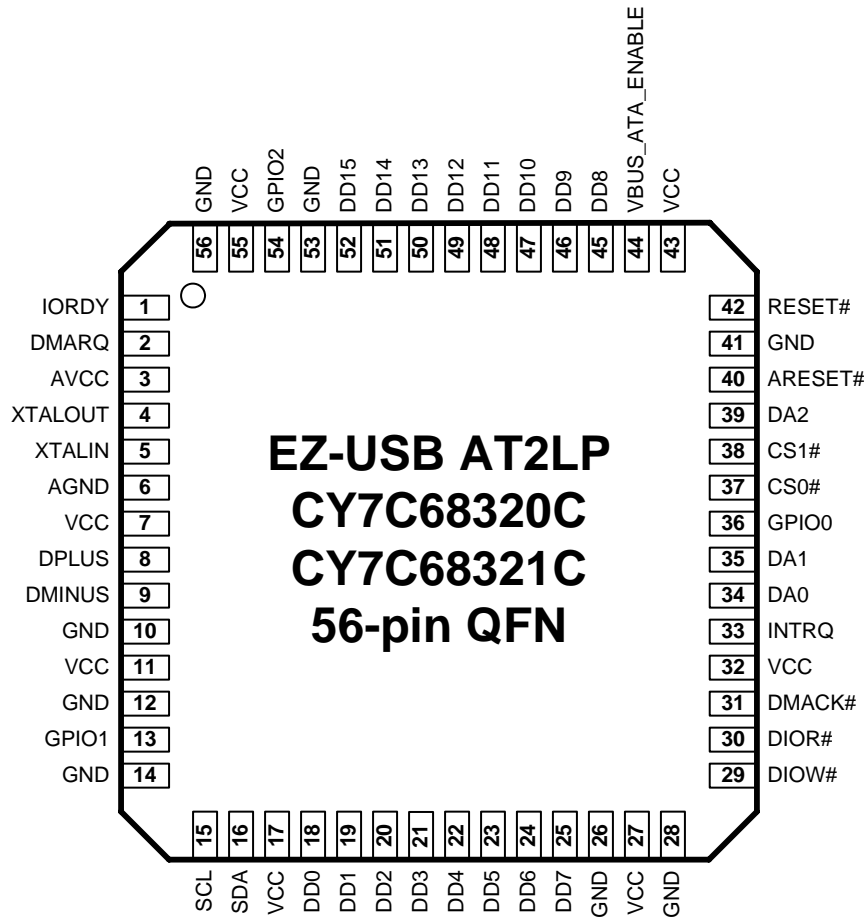 GND
VCC
GPIO2
GND
DD15
DD14
DD13
DD12
DD11
DD10
DD9
DD8
VBUS_ATA_ENABLE
VCC
56
55
54
53
52
51
50
49
48
47
46
45
44
43
IORDY 1
DMARQ 2
AVCC 3
XTALOUT 4
XTALIN 5
AGND 6
VCC 7
DPLUS 8
DMINUS 9
GND 10
VCC 11
GND 12
GPIO1 13
GND 14
EZ-USB AT2LP
CY7C68320C
CY7C68321C
56-pin QFN
42 RESET#
41 GND
40 ARESET#
39 DA2
38 CS1#
37 CS0#
36 GPIO0
35 DA1
34 DA0
33 INTRQ
32 VCC
31 DMACK#
30 DIOR#
29 DIOW#
15
16
17
18
19
20
21
22
23
24
25
26
27
28
SCL
SDA
VCC
DD0
DD1
DD2
DD3
DD4
DD5
DD6
DD7
GND
VCC
GND